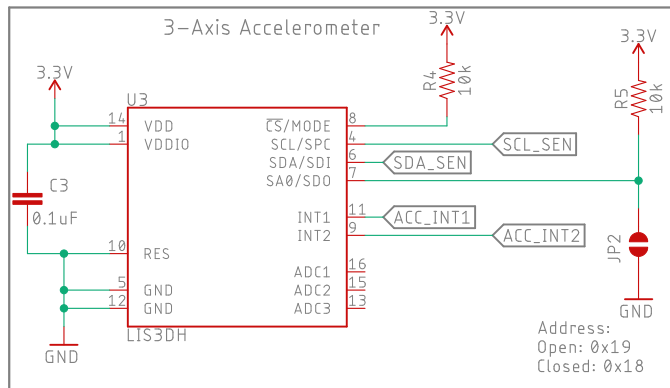 3-Axis Accelerometer
3.3V
3.3V
3.3V
R4
10k
R5
10k
U3
14 VDD
1 VDDIO
CS/MODE 8
SCL/SPC 4 SCL_SEN
SDA/SDI 6 SDA_SEN
SA0/SDO 7
C3
0.1uF
INT1 11 ACC_INT1
INT2 9 ACC_INT2
10 RES
JP2
ADC1 16
5 GND
ADC2 15
12 GND
ADC3 13
LIS3DH
GND
GND
Address:
Open: 0x19
Closed: 0x18